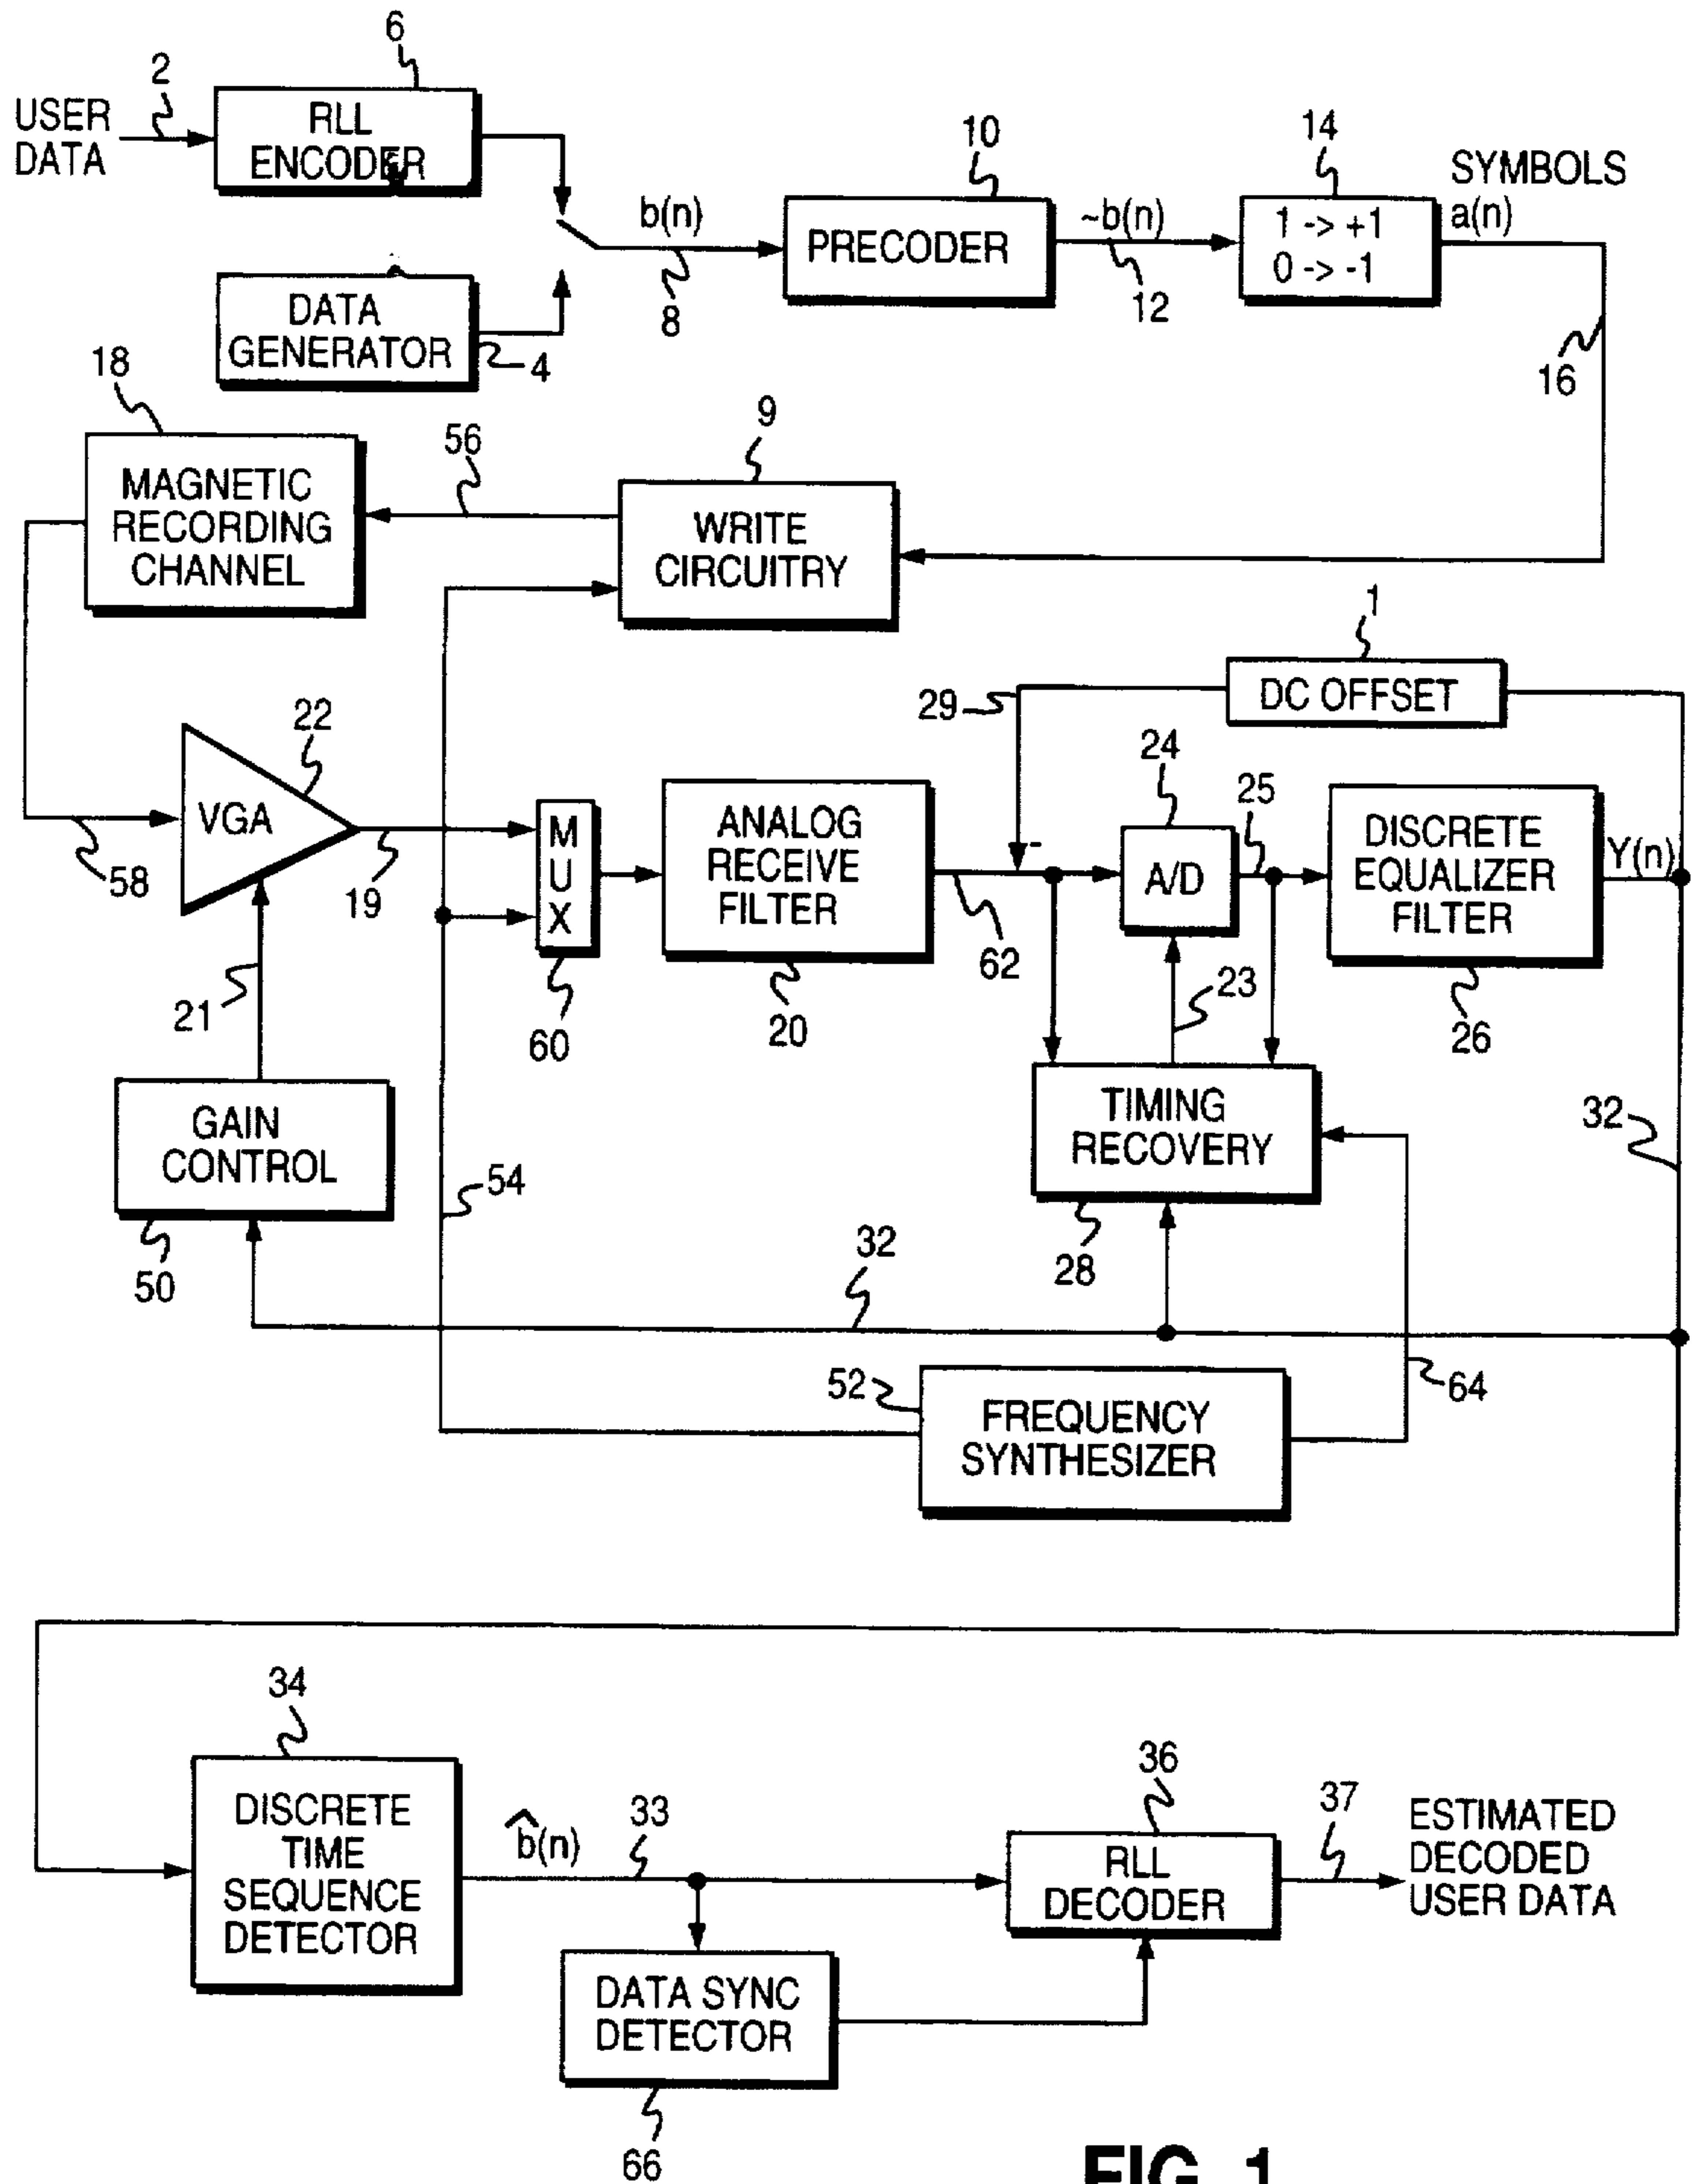 6
2
USER
DATA
RLL
ENCODER
10
14
SYMBOLS
a(n)
b(n)
PRECODER
~b(n)
1 -> +1
0 -> -1
8
12
DATA
GENERATOR
4
16
18
9
56
MAGNETIC
RECORDING
CHANNEL
WRITE
CIRCUITRY
1
DC OFFSET
29
22
24
25
VGA
MUX
ANALOG
RECEIVE
FILTER
-
A/D
DISCRETE
EQUALIZER
FILTER
Y(n)
58
19
62
21
60
20
23
26
GAIN
CONTROL
TIMING
RECOVERY
32
54
50
32
28
52
64
FREQUENCY
SYNTHESIZER
34
36
DISCRETE
TIME
SEQUENCE
DETECTOR
b̂(n)
33
RLL
DECODER
37
ESTIMATED
DECODED
USER DATA
DATA SYNC
DETECTOR
66
FIG. 1